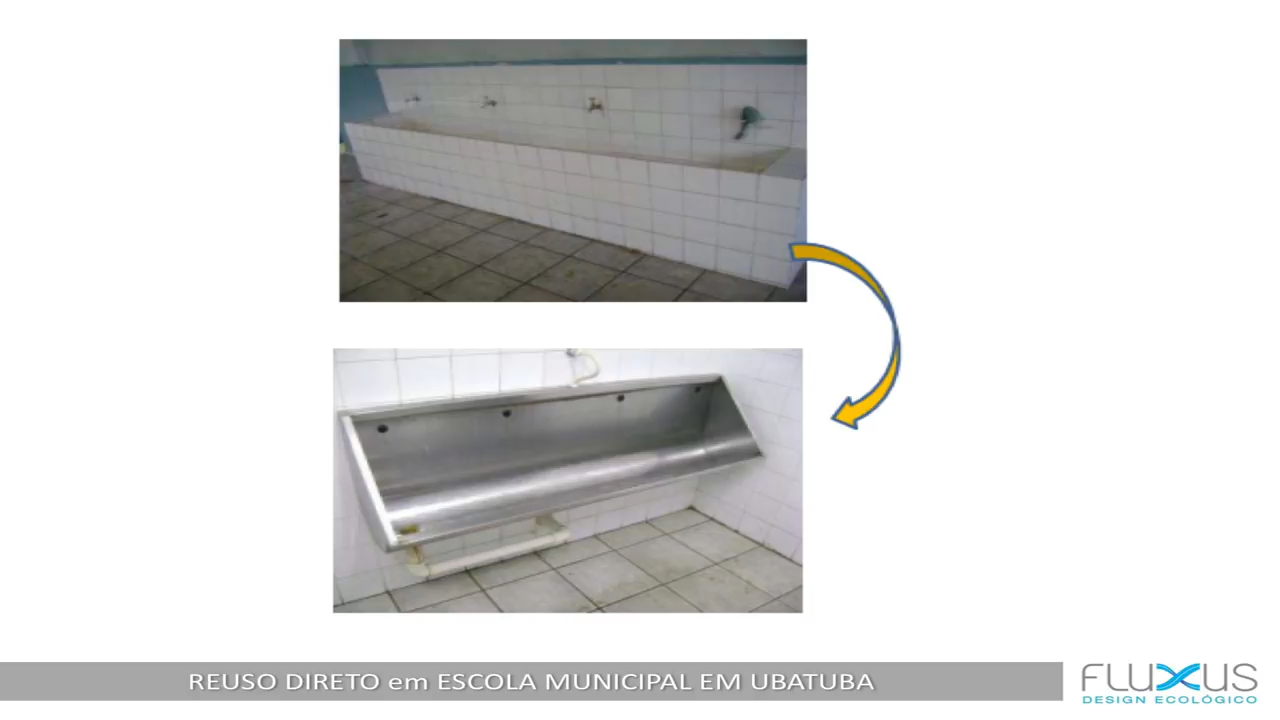 REUSO DIRETO em ESCOLA MUNICIPAL EM UBATUBA
FLUXUS
DESIGN ECOLÓGICO